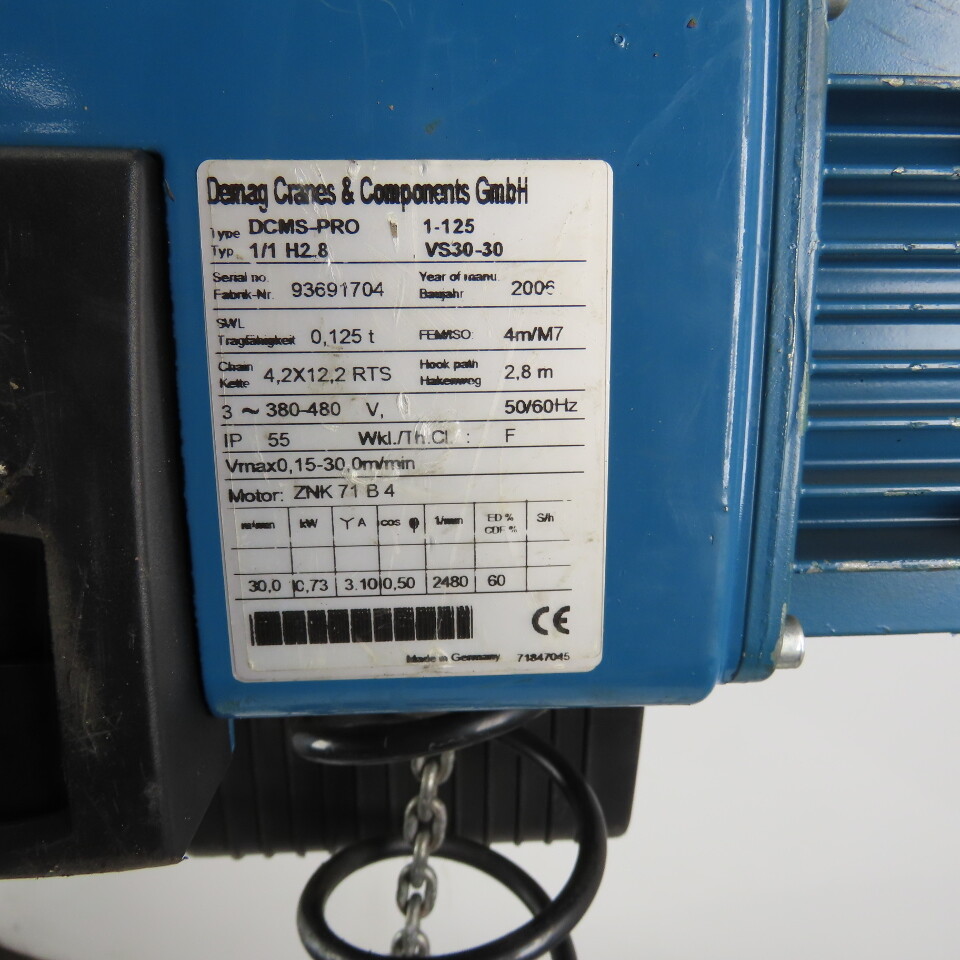 Demag Cranes & Components GmbH
Type DCMS-PRO 1-125
Typ 1/1 H2.8 VS30-30
Serial no. Year of manu.
Fabrik-Nr. 93691704 Baujahr 2006
SWL
Tragfähigkeit 0,125 t FEM/ISO: 4m/M7
Chain Hook path
Kette 4,2X12,2 RTS Hakenweg 2,8 m
3 ~ 380-480 V, 50/60Hz
IP 55 Wkl./Th.Cl. : F
Vmax0,15-30,0m/min
Motor: ZNK 71 B 4
m/min kW Y A cos φ 1/min ED % S/h
CDF %
30,0 0,73 3.10 0,50 2480 60
CE
Made in Germany 71847045